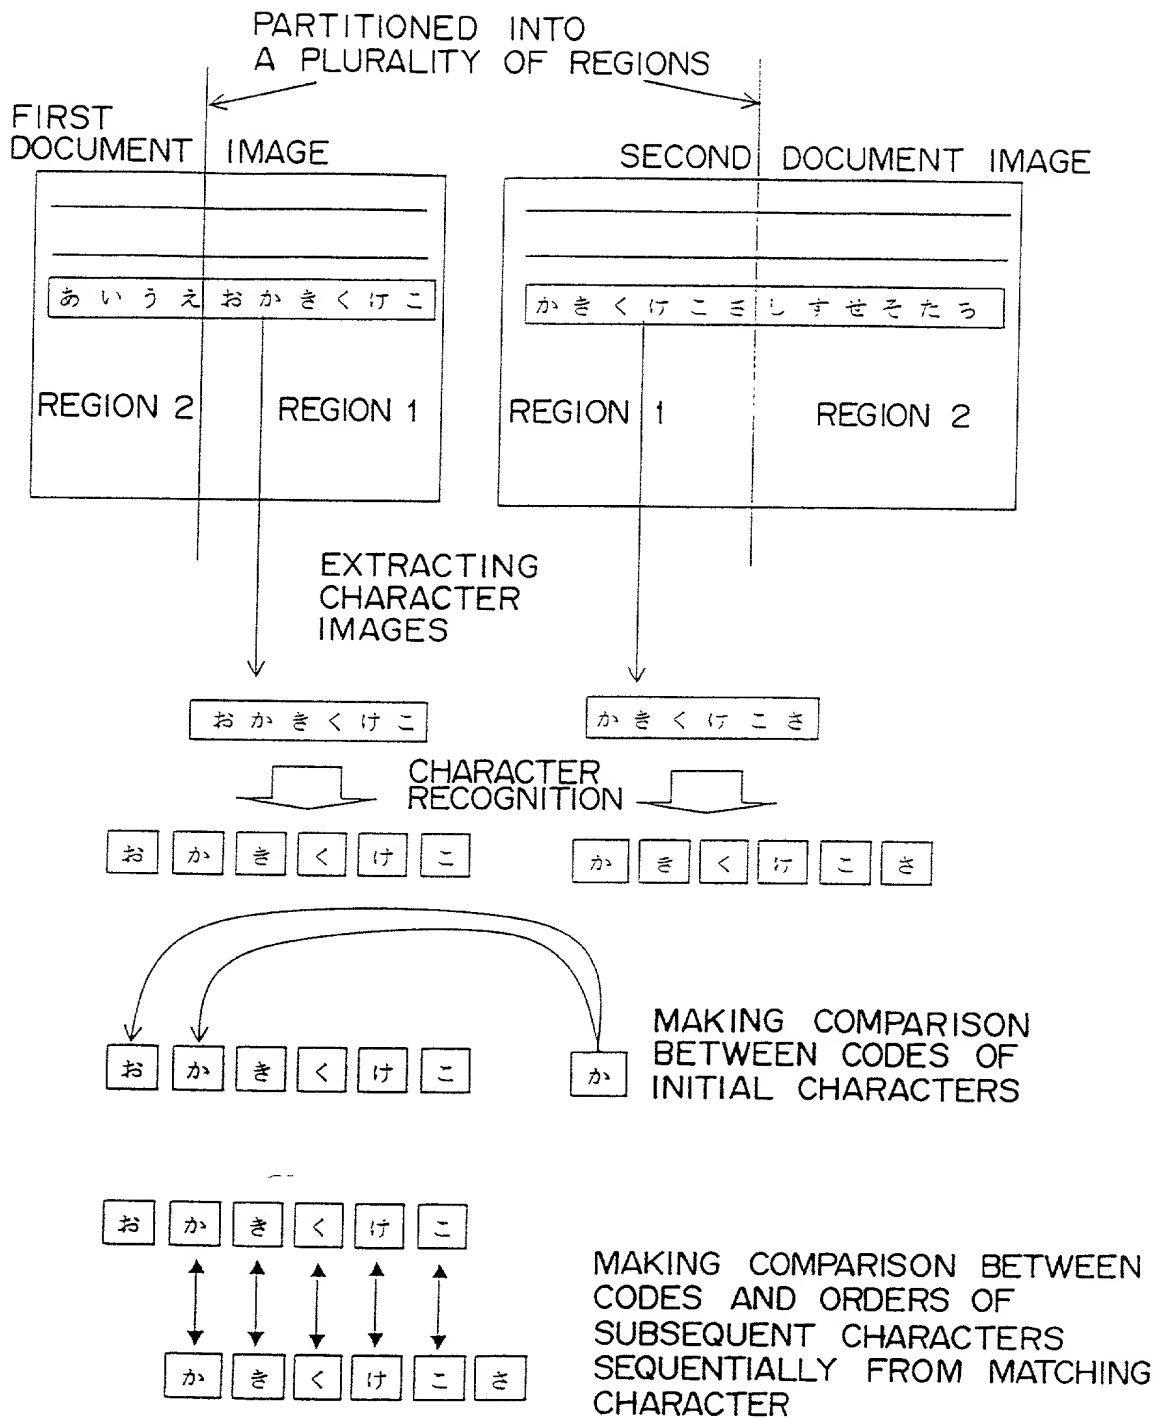 PARTITIONED INTO
A PLURALITY OF REGIONS
FIRST
DOCUMENT IMAGE
SECOND DOCUMENT IMAGE
あいうえおかきくけこ
かきくけこさしすせそたち
REGION 2
REGION 1
REGION 1
REGION 2
EXTRACTING
CHARACTER
IMAGES
おかきくけこ
かきくけこさ
CHARACTER
RECOGNITION
お か き く け こ
か き く け こ さ
お か き く け こ
か
MAKING COMPARISON
BETWEEN CODES OF
INITIAL CHARACTERS
お か き く け こ
か き く け こ さ
MAKING COMPARISON BETWEEN
CODES AND ORDERS OF
SUBSEQUENT CHARACTERS
SEQUENTIALLY FROM MATCHING
CHARACTER